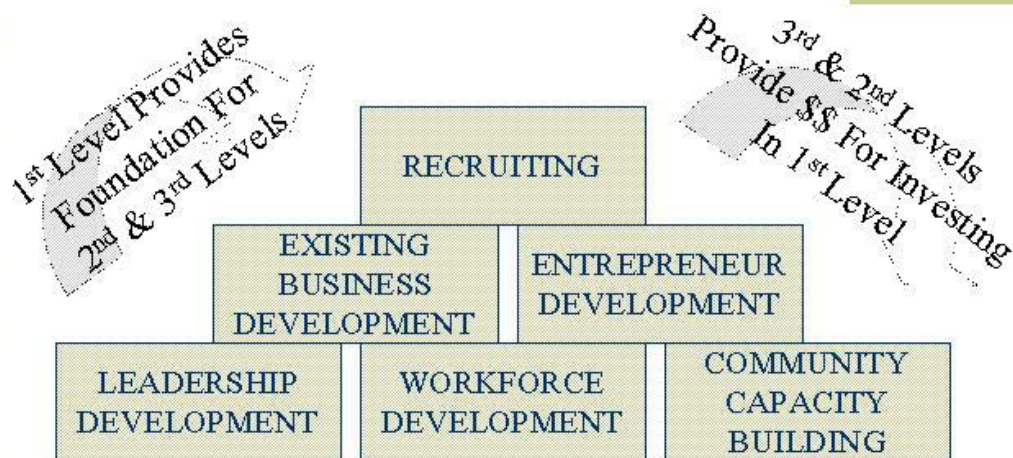 1st Level Provides
Foundation For
2nd & 3rd Levels
3rd & 2nd Levels
Provide $$ For Investing
In 1st Level
RECRUITING
EXISTING
BUSINESS
DEVELOPMENT
ENTREPRENEUR
DEVELOPMENT
LEADERSHIP
DEVELOPMENT
WORKFORCE
DEVELOPMENT
COMMUNITY
CAPACITY
BUILDING